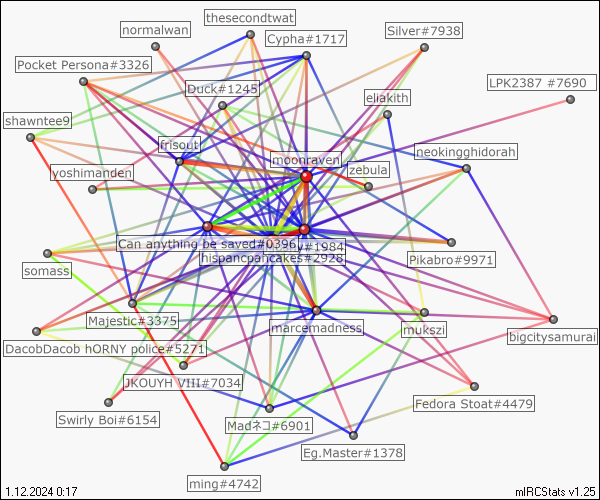 thesecondtwat
normalwan
Cypha#1717
Silver#7938
Pocket Persona#3326
LPK2387 #7690
Duck#1245
eliakith
shawntee9
frisout
neokingghidorah
moonraven
yoshimanden
zebula
Can anything be saved#0396
#1984
hispancpahcakes#2928
Pikabro#9971
somass
Majestic#3375
marcemadness
mukszi
bigcitysamurai
DacobDacob hORNY police#5271
JKOUYH VIII#7034
Fedora Stoat#4479
Swirly Boi#6154
Madネコ#6901
Eg.Master#1378
ming#4742
1.12.2024 0:17
mIRCStats v1.25